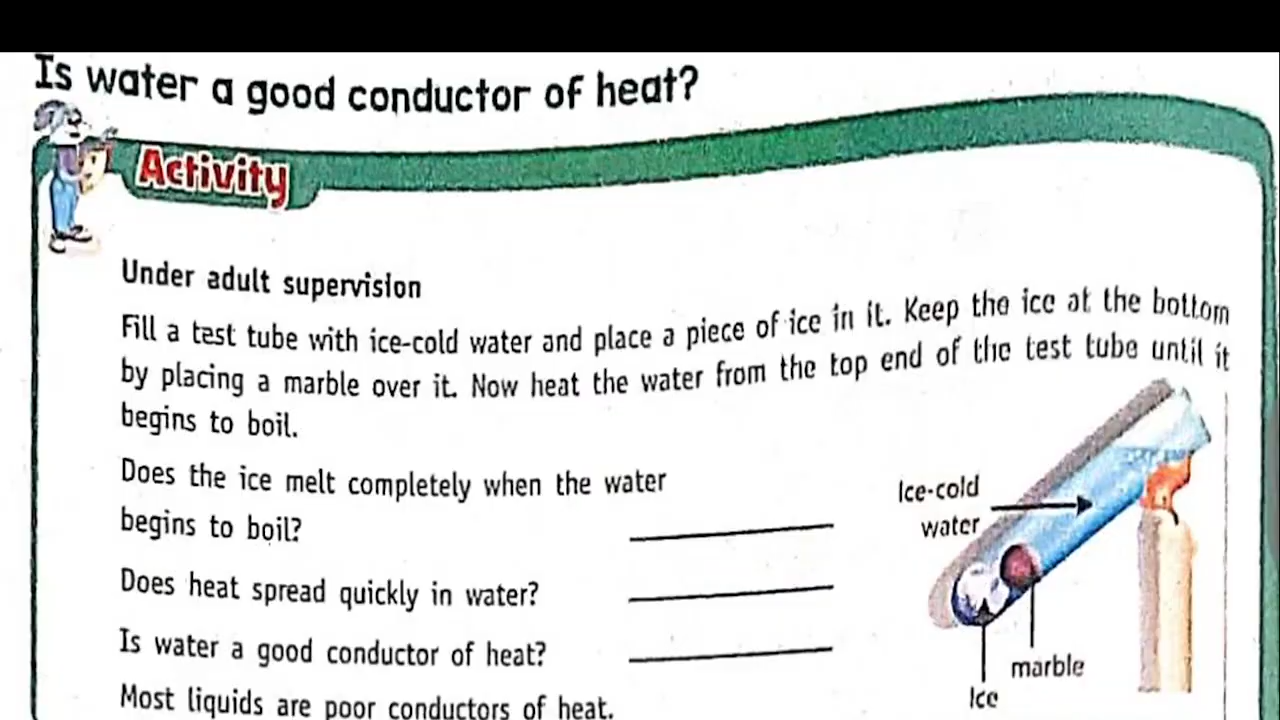 Is water a good conductor of heat?
Activity
Under adult supervision
Fill a test tube with ice-cold water and place a piece of ice in it. Keep the ice at the bottom
by placing a marble over it. Now heat the water from the top end of the test tube until it
begins to boil.
Does the ice melt completely when the water
begins to boil?
Does heat spread quickly in water?
Is water a good conductor of heat?
Most liquids are poor conductors of heat.
Ice-cold
water
marble
Ice